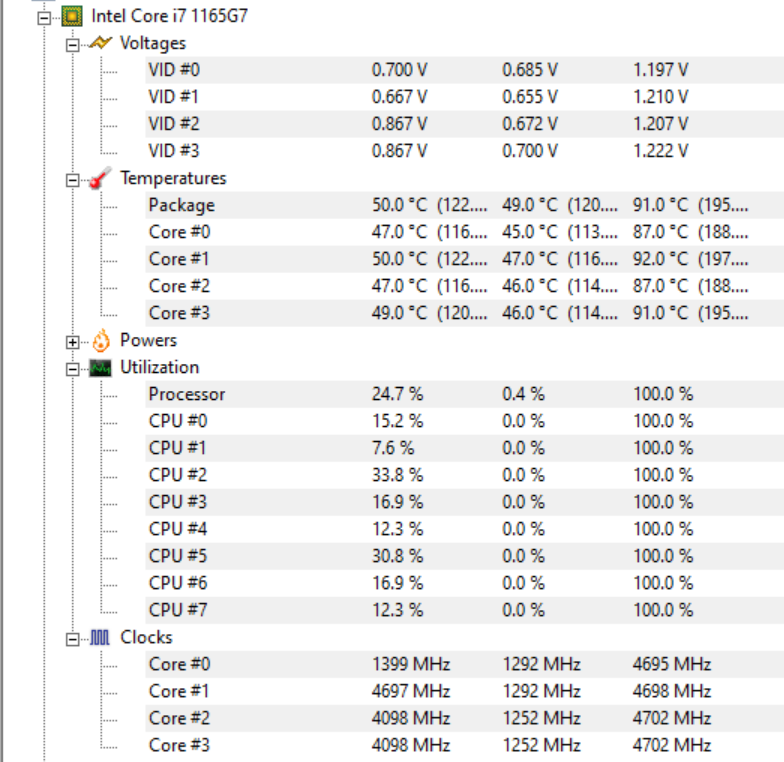 Intel Core i7 1165G7
Voltages
VID #0 0.700 V 0.685 V 1.197 V
VID #1 0.667 V 0.655 V 1.210 V
VID #2 0.867 V 0.672 V 1.207 V
VID #3 0.867 V 0.700 V 1.222 V
Temperatures
Package 50.0 °C (122.... 49.0 °C (120.... 91.0 °C (195....
Core #0 47.0 °C (116.... 45.0 °C (113.... 87.0 °C (188....
Core #1 50.0 °C (122.... 47.0 °C (116.... 92.0 °C (197....
Core #2 47.0 °C (116.... 46.0 °C (114.... 87.0 °C (188....
Core #3 49.0 °C (120.... 46.0 °C (114.... 91.0 °C (195....
Powers
Utilization
Processor 24.7 % 0.4 % 100.0 %
CPU #0 15.2 % 0.0 % 100.0 %
CPU #1 7.6 % 0.0 % 100.0 %
CPU #2 33.8 % 0.0 % 100.0 %
CPU #3 16.9 % 0.0 % 100.0 %
CPU #4 12.3 % 0.0 % 100.0 %
CPU #5 30.8 % 0.0 % 100.0 %
CPU #6 16.9 % 0.0 % 100.0 %
CPU #7 12.3 % 0.0 % 100.0 %
Clocks
Core #0 1399 MHz 1292 MHz 4695 MHz
Core #1 4697 MHz 1292 MHz 4698 MHz
Core #2 4098 MHz 1252 MHz 4702 MHz
Core #3 4098 MHz 1252 MHz 4702 MHz